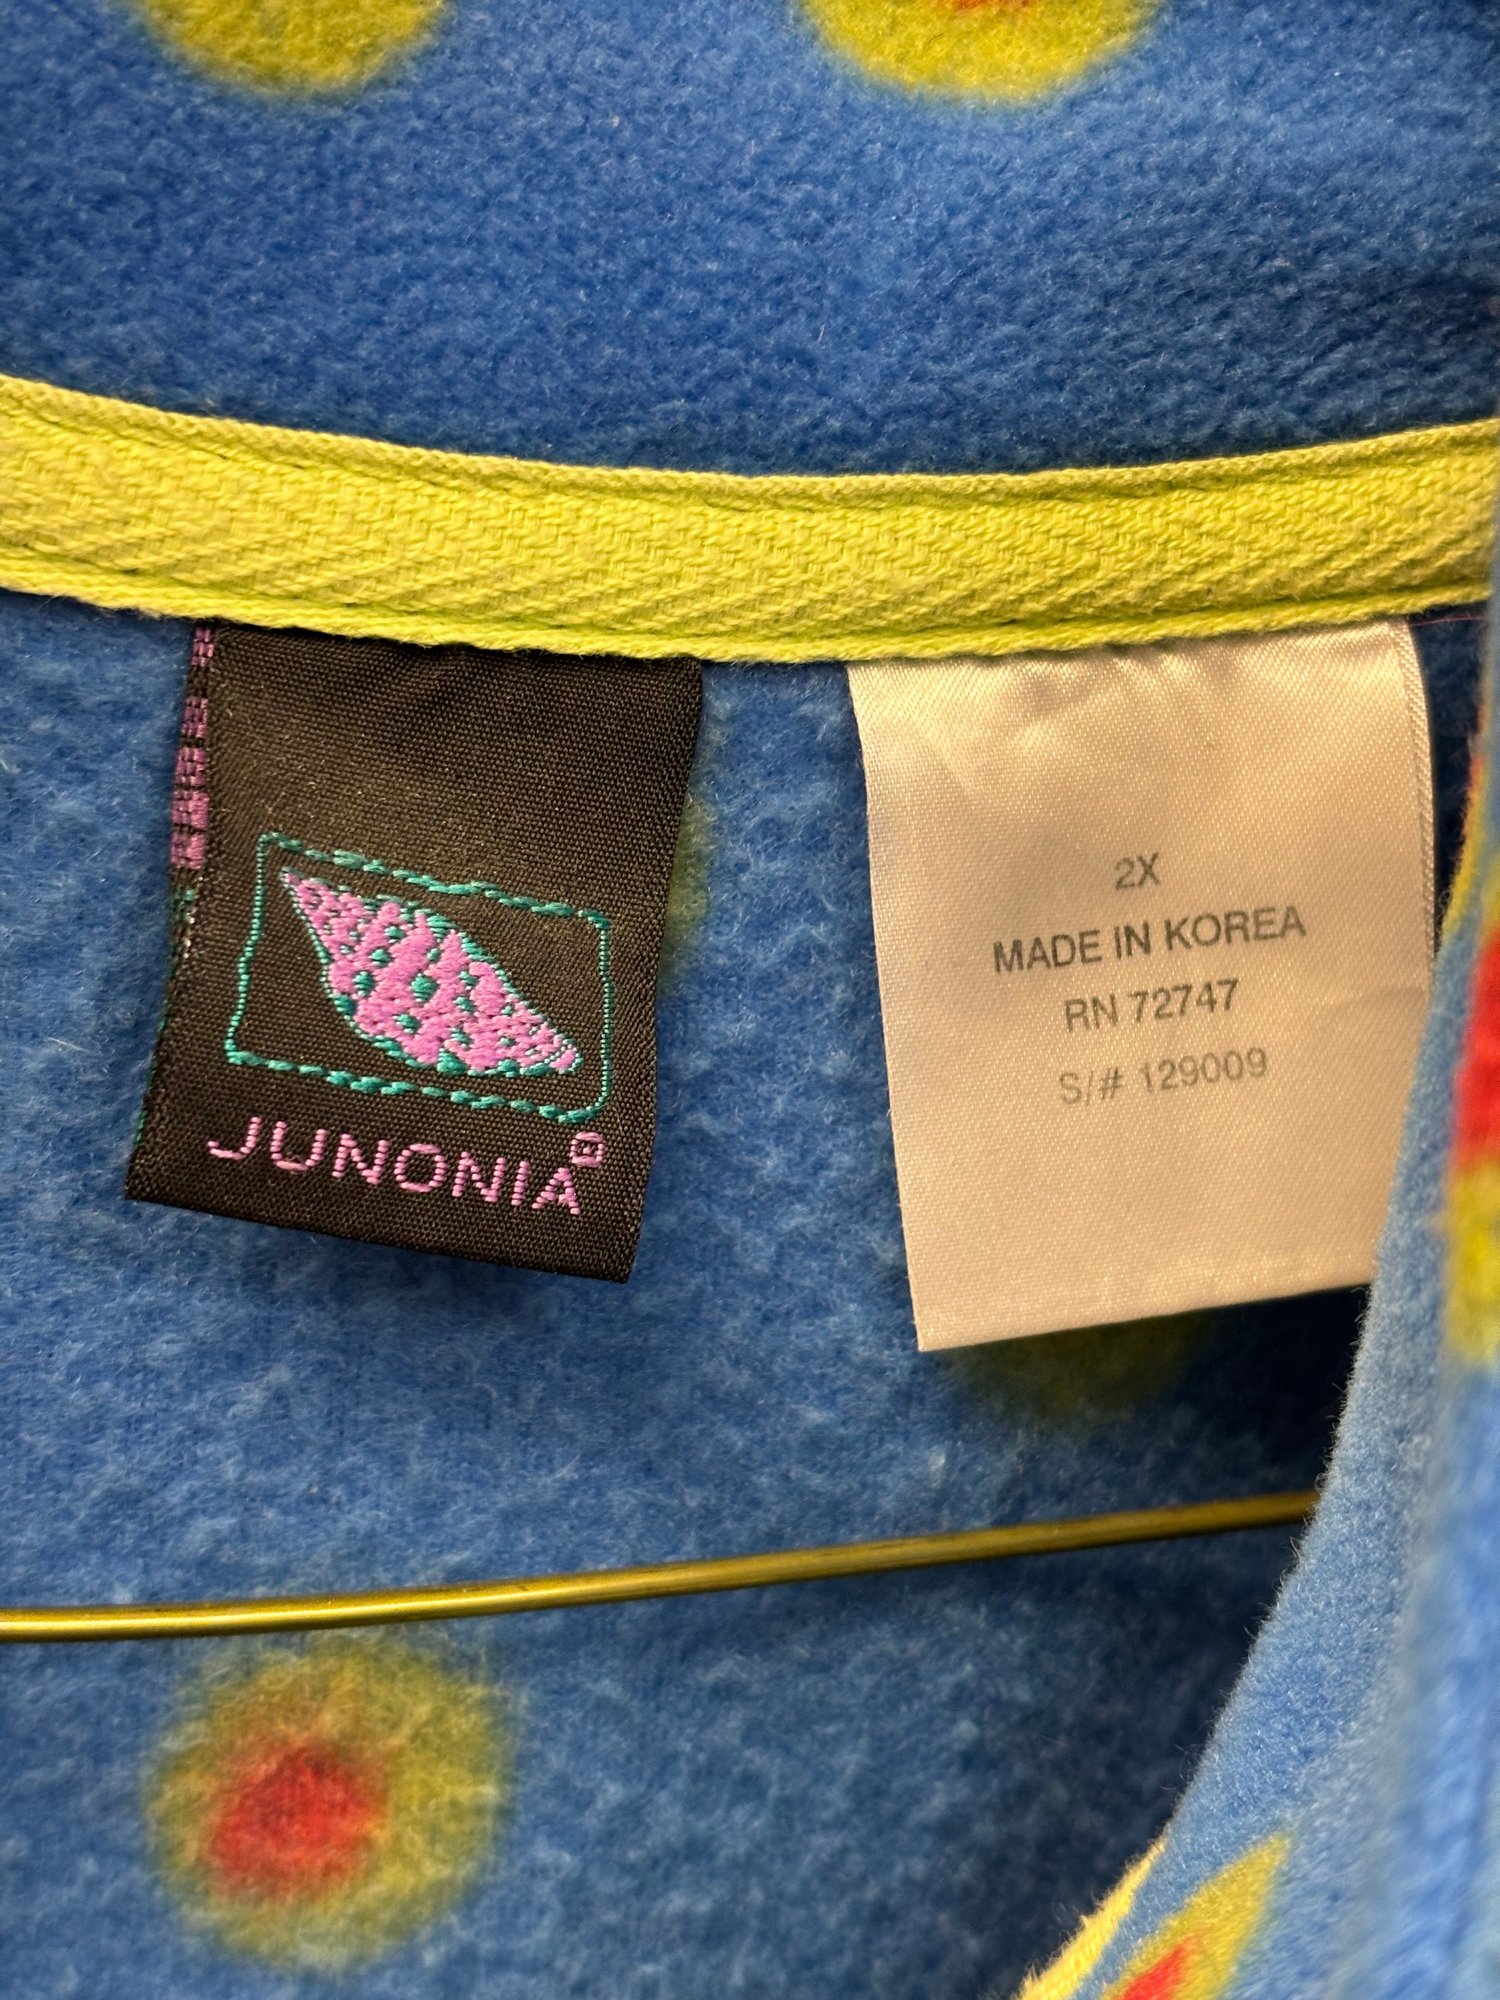 JUNONIA®
2X
MADE IN KOREA
RN 72747
S/# 129009